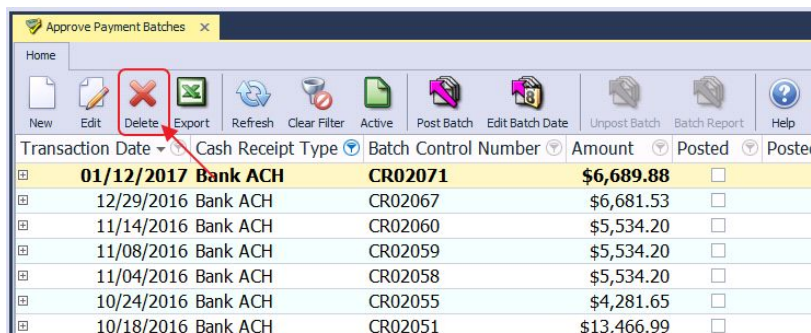 Approve Payment Batches
Home
New Edit Delete Export Refresh Clear Filter Active Post Batch Edit Batch Date Unpost Batch Batch Report Help
Transaction Date Cash Receipt Type Batch Control Number Amount Posted Posted
01/12/2017 Bank ACH CR02071 $6,689.88
12/29/2016 Bank ACH CR02067 $6,681.53
11/14/2016 Bank ACH CR02060 $5,534.20
11/08/2016 Bank ACH CR02059 $5,534.20
11/04/2016 Bank ACH CR02058 $5,534.20
10/24/2016 Bank ACH CR02055 $4,281.65
10/18/2016 Bank ACH CR02051 $13,466.99